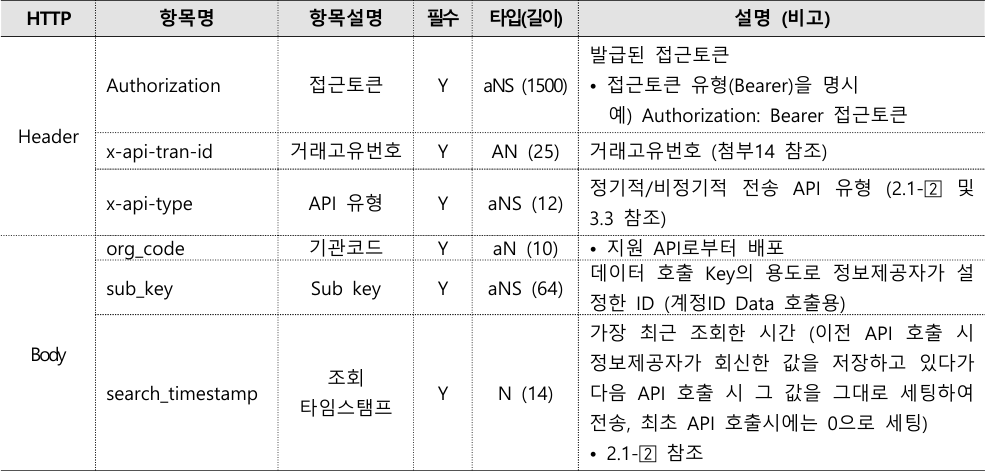 HTTP 항목명 항목설명 필수 타입(길이) 설명 (비고)
Header
Authorization 접근토큰 Y aNS (1500)
발급된 접근토큰
• 접근토큰 유형(Bearer)을 명시
예) Authorization: Bearer 접근토큰
x-api-tran-id 거래고유번호 Y AN (25) 거래고유번호 (첨부14 참조)
x-api-type API 유형 Y aNS (12)
정기적/비정기적 전송 API 유형 (2.1-② 및
3.3 참조)
Body
org_code 기관코드 Y aN (10) • 지원 API로부터 배포
sub_key Sub key Y aNS (64)
데이터 호출 Key의 용도로 정보제공자가 설
정한 ID (계정ID Data 호출용)
search_timestamp
조회
타임스탬프
Y N (14)
가장 최근 조회한 시간 (이전 API 호출 시
정보제공자가 회신한 값을 저장하고 있다가
다음 API 호출 시 그 값을 그대로 세팅하여
전송, 최초 API 호출시에는 0으로 세팅)
• 2.1-② 참조